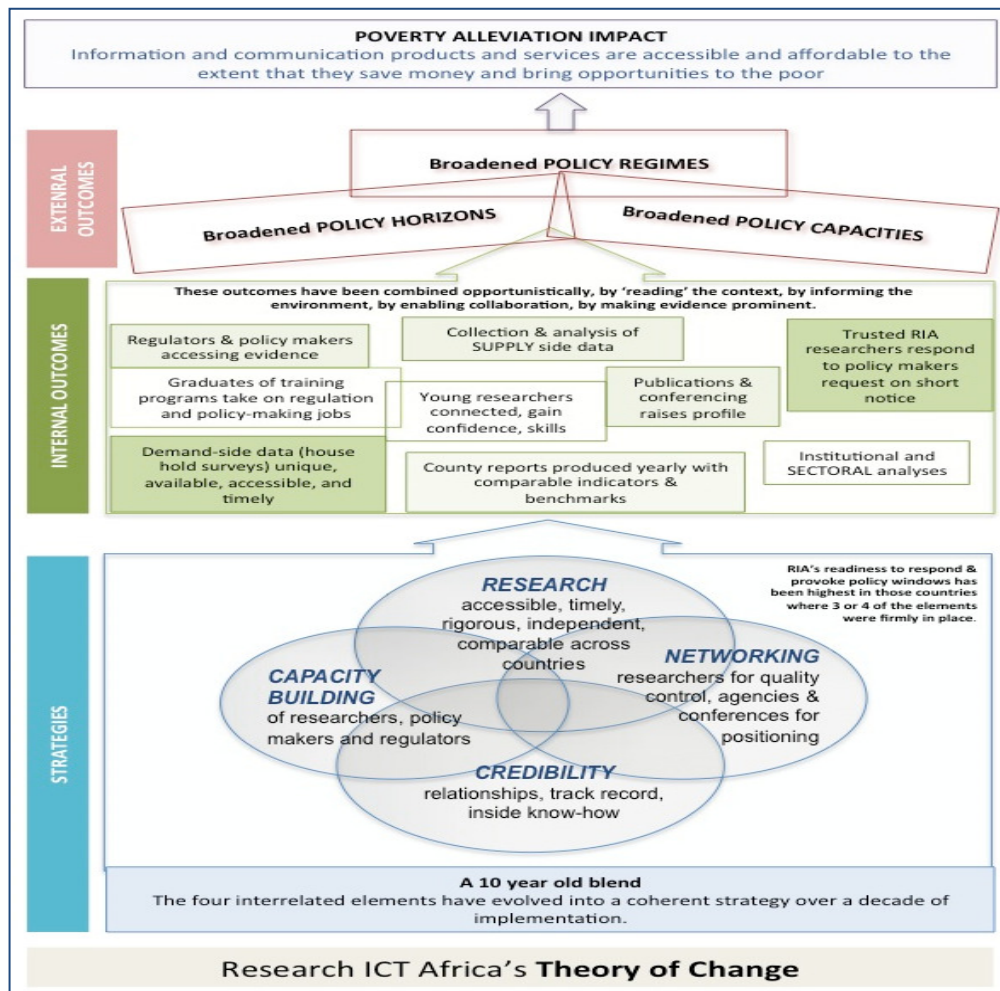 POVERTY ALLEVIATION IMPACT
Information and communication products and services are accessible and affordable to the
extent that they save money and bring opportunities to the poor
EXTENRAL
OUTCOMES
Broadened POLICY REGIMES
Broadened POLICY HORIZONS
Broadened POLICY CAPACITIES
INTERNAL OUTCOMES
These outcomes have been combined opportunistically, by ‘reading’ the context, by informing the
environment, by enabling collaboration, by making evidence prominent.
Regulators & policy makers
accessing evidence
Collection & analysis of
SUPPLY side data
Trusted RIA
researchers respond
to policy makers
request on short
notice
Graduates of training
programs take on regulation
and policy-making jobs
Young researchers
connected, gain
confidence, skills
Publications &
conferencing
raises profile
Demand-side data (house
hold surveys) unique,
available, accessible, and
timely
County reports produced yearly with
comparable indicators &
benchmarks
Institutional and
SECTORAL analyses
STRATEGIES
RIA’s readiness to respond &
provoke policy windows has
been highest in those countries
where 3 or 4 of the elements
were firmly in place.
RESEARCH
accessible, timely,
rigorous, independent,
comparable across
countries
CAPACITY
BUILDING
of researchers, policy
makers and regulators
NETWORKING
researchers for quality
control, agencies &
conferences for
positioning
CREDIBILITY
relationships, track record,
inside know-how
A 10 year old blend
The four interrelated elements have evolved into a coherent strategy over a decade of
implementation.
Research ICT Africa’s Theory of Change